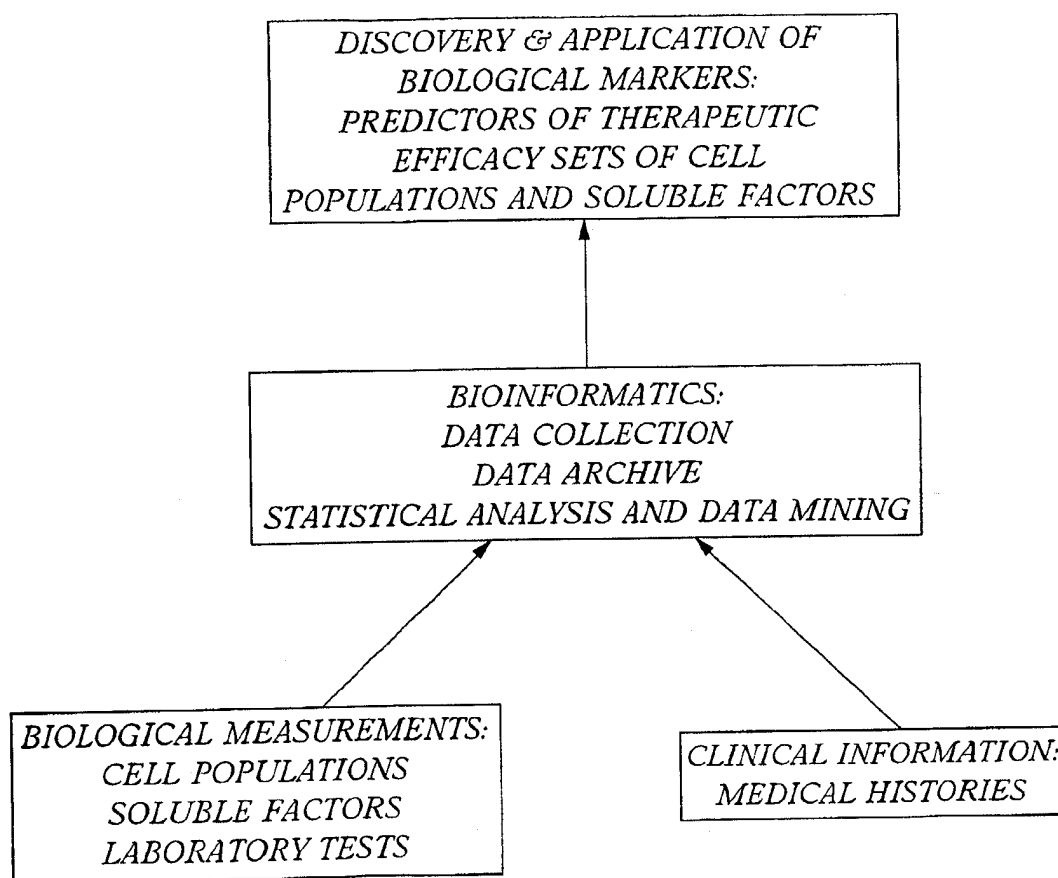 DISCOVERY & APPLICATION OF
BIOLOGICAL MARKERS:
PREDICTORS OF THERAPEUTIC
EFFICACY SETS OF CELL
POPULATIONS AND SOLUBLE FACTORS
BIOINFORMATICS:
DATA COLLECTION
DATA ARCHIVE
STATISTICAL ANALYSIS AND DATA MINING
BIOLOGICAL MEASUREMENTS:
CELL POPULATIONS
SOLUBLE FACTORS
LABORATORY TESTS
CLINICAL INFORMATION:
MEDICAL HISTORIES